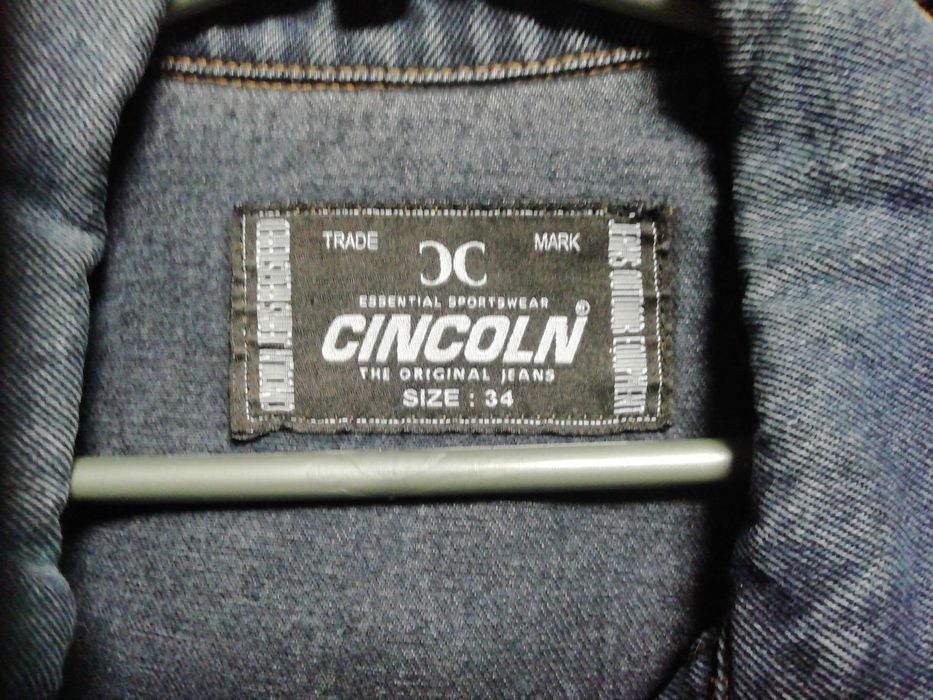 TRADE MARK
ESSENTIAL SPORTSWEAR
CINCOLN®
THE ORIGINAL JEANS
SIZE : 34